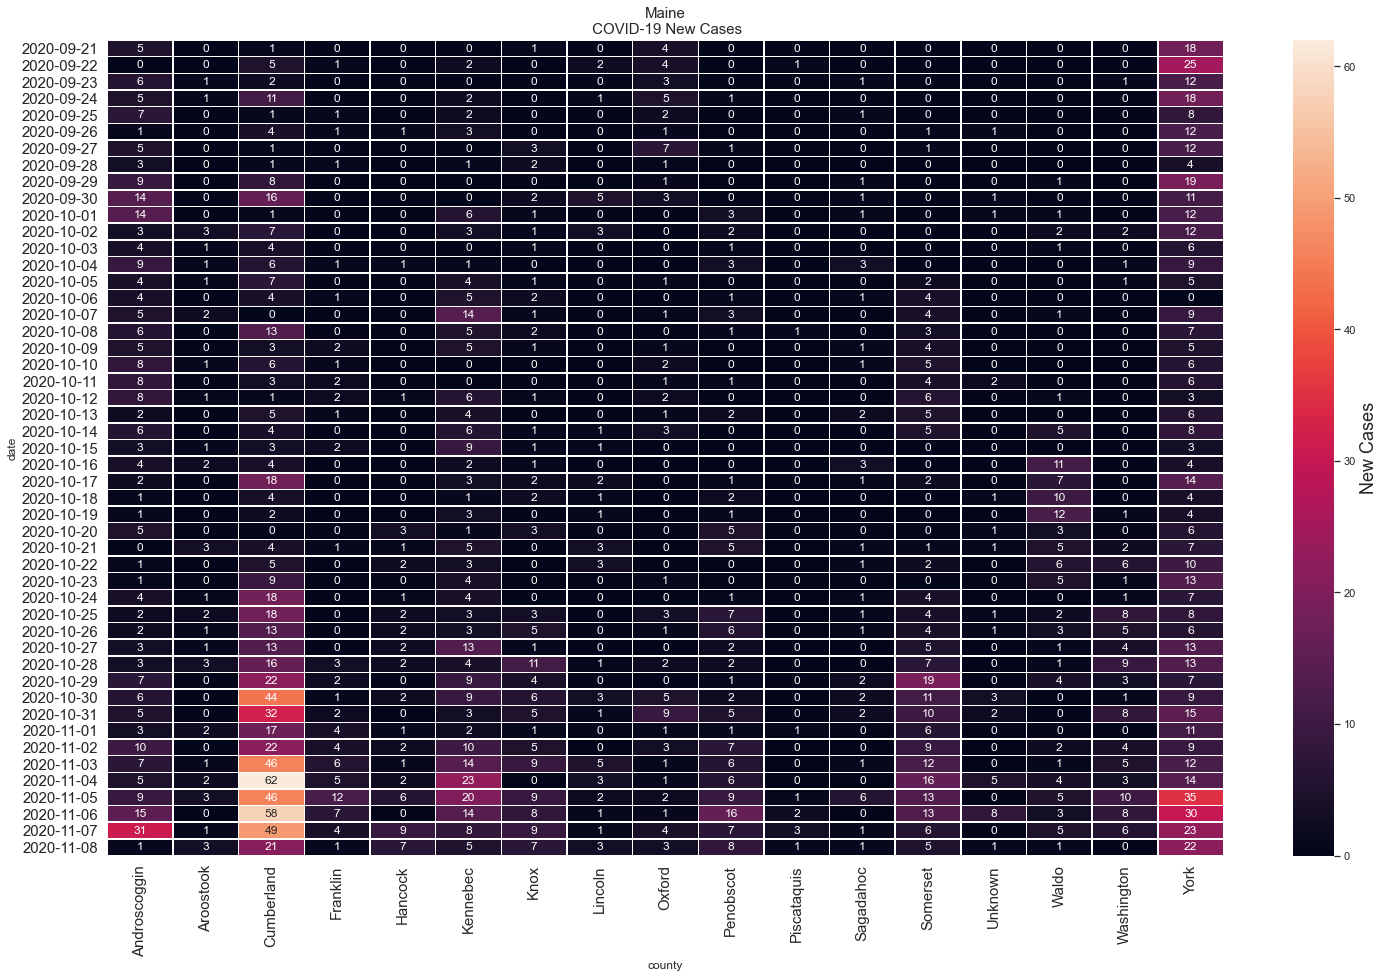 Maine
COVID-19 New Cases
2020-09-21 5 0 1 0 0 0 1 0 4 0 0 0 0 0 0 0 18
2020-09-22 0 0 5 1 0 2 0 2 4 0 1 0 0 0 0 0 25
2020-09-23 6 1 2 0 0 0 0 0 3 0 0 1 0 0 0 1 12
2020-09-24 5 1 11 0 0 2 0 1 5 1 0 0 0 0 0 0 18
2020-09-25 7 0 1 1 0 2 0 0 2 0 0 1 0 0 0 0 8
2020-09-26 1 0 4 1 1 3 0 0 1 0 0 0 1 1 0 0 12
2020-09-27 5 0 1 0 0 0 3 0 7 1 0 0 1 0 0 0 12
2020-09-28 3 0 1 1 0 1 2 0 1 0 0 0 0 0 0 0 4
2020-09-29 9 0 8 0 0 0 0 0 1 0 0 1 0 0 1 0 19
2020-09-30 14 0 16 0 0 0 2 5 3 0 0 1 0 1 0 0 11
2020-10-01 14 0 1 0 0 6 1 0 0 3 0 1 0 1 1 0 12
2020-10-02 3 3 7 0 0 3 1 3 0 2 0 0 0 0 2 2 12
2020-10-03 4 1 4 0 0 0 1 0 0 1 0 0 0 0 1 0 6
2020-10-04 9 1 6 1 1 1 0 0 0 3 0 3 0 0 0 1 9
2020-10-05 4 1 7 0 0 4 1 0 1 0 0 0 2 0 0 1 5
2020-10-06 4 0 4 1 0 5 2 0 0 1 0 1 4 0 0 0 0
2020-10-07 5 2 0 0 0 14 1 0 1 3 0 0 4 0 1 0 9
2020-10-08 6 0 13 0 0 5 2 0 0 1 1 0 3 0 0 0 7
2020-10-09 5 0 3 2 0 5 1 0 1 0 0 1 4 0 0 0 5
2020-10-10 8 1 6 1 0 0 0 0 2 0 0 1 5 0 0 0 6
2020-10-11 8 0 3 2 0 0 0 0 1 1 0 0 4 2 0 0 6
2020-10-12 8 1 1 2 1 6 1 0 2 0 0 0 6 0 1 0 3
2020-10-13 2 0 5 1 0 4 0 0 1 2 0 2 5 0 0 0 6
2020-10-14 6 0 4 0 0 6 1 1 3 0 0 0 5 0 5 0 8
2020-10-15 3 1 3 2 0 9 1 1 0 0 0 0 0 0 0 0 3
2020-10-16 4 2 4 0 0 2 1 0 0 0 0 3 0 0 11 0 4
2020-10-17 2 0 18 0 0 3 2 2 0 1 0 1 2 0 7 0 14
2020-10-18 1 0 4 0 0 1 2 1 0 2 0 0 0 1 10 0 4
2020-10-19 1 0 2 0 0 3 0 1 0 1 0 0 0 0 12 1 4
2020-10-20 5 0 0 0 3 1 3 0 0 5 0 0 0 1 3 0 6
2020-10-21 0 3 4 1 1 5 0 3 0 5 0 1 1 1 5 2 7
2020-10-22 1 0 5 0 2 3 0 3 0 0 0 1 2 0 6 6 10
2020-10-23 1 0 9 0 0 4 0 0 1 0 0 0 0 0 5 1 13
2020-10-24 4 1 18 0 1 4 0 0 0 1 0 1 4 0 0 1 7
2020-10-25 2 2 18 0 2 3 3 0 3 7 0 1 4 1 2 8 8
2020-10-26 2 1 13 0 2 3 5 0 1 6 0 1 4 1 3 5 6
2020-10-27 3 1 13 0 2 13 1 0 0 2 0 0 5 0 1 4 13
2020-10-28 3 3 16 3 2 4 11 1 2 2 0 0 7 0 1 9 13
2020-10-29 7 0 22 2 0 9 4 0 0 1 0 2 19 0 4 3 7
2020-10-30 6 0 44 1 2 9 6 3 5 2 0 2 11 3 0 1 9
2020-10-31 5 0 32 2 0 3 5 1 9 5 0 2 10 2 0 8 15
2020-11-01 3 2 17 4 1 2 1 0 1 1 1 0 6 0 0 0 11
2020-11-02 10 0 22 4 2 10 5 0 3 7 0 0 9 0 2 4 9
2020-11-03 7 1 46 6 1 14 9 5 1 6 0 0 12 0 1 5 12
2020-11-04 5 2 62 5 2 23 0 3 1 6 0 1 16 5 4 3 14
2020-11-05 9 3 46 12 6 20 9 2 2 9 1 6 13 0 5 10 35
2020-11-06 15 0 58 7 0 14 8 1 1 16 2 0 13 8 3 8 30
2020-11-07 31 1 49 4 9 8 9 1 4 7 3 1 6 0 5 6 23
2020-11-08 1 3 21 1 7 5 7 3 3 8 1 1 5 1 1 0 22
date
Androscoggin Aroostook Cumberland Franklin Hancock Kennebec Knox Lincoln Oxford Penobscot Piscataquis Sagadahoc Somerset Unknown Waldo Washington York
county
60
50
40
30
20
10
0
New Cases